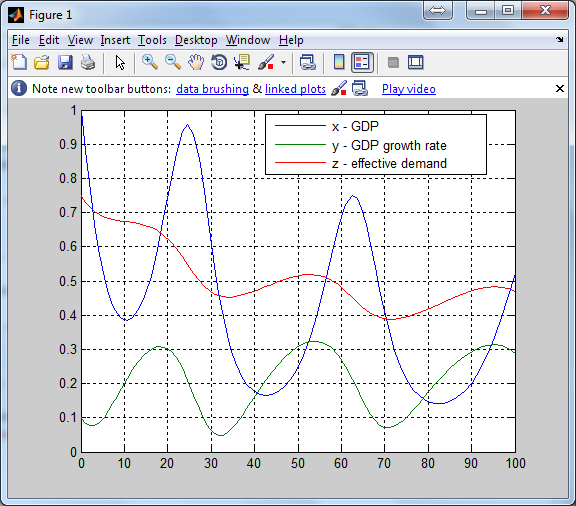 Figure 1
File Edit View Insert Tools Desktop Window Help
Note new toolbar buttons: data brushing & linked plots Play video
x - GDP
y - GDP growth rate
z - effective demand
1
0.9
0.8
0.7
0.6
0.5
0.4
0.3
0.2
0.1
0
0 10 20 30 40 50 60 70 80 90 100